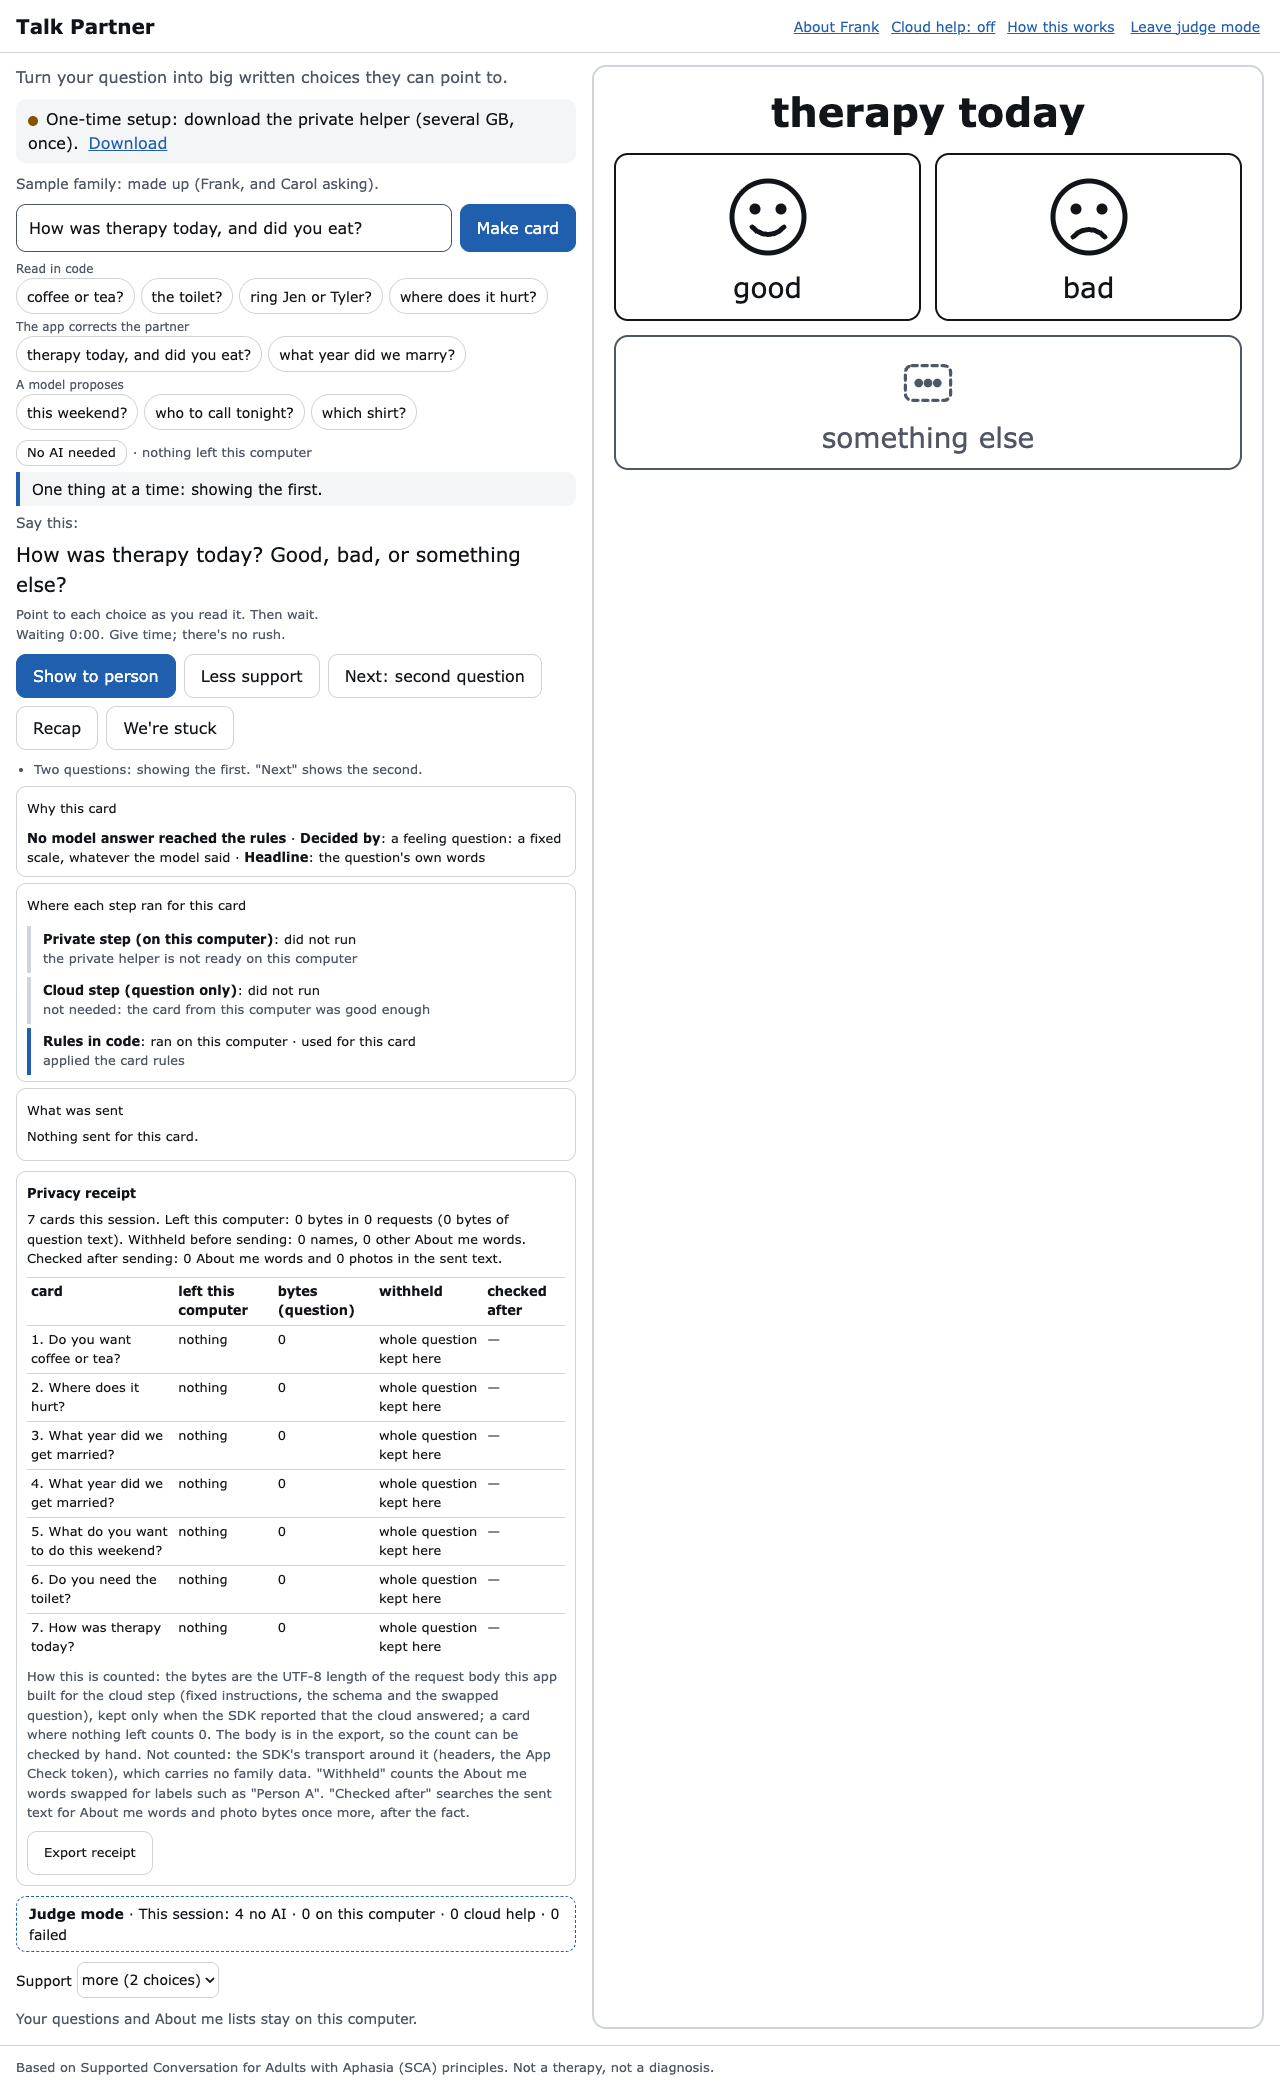 Talk Partner
About Frank Cloud help: off How this works Leave judge mode
Turn your question into big written choices they can point to.
One-time setup: download the private helper (several GB,
once). Download
Sample family: made up (Frank, and Carol asking).
How was therapy today, and did you eat?
Make card
Read in code
coffee or tea? the toilet? ring Jen or Tyler? where does it hurt?
The app corrects the partner
therapy today, and did you eat? what year did we marry?
A model proposes
this weekend? who to call tonight? which shirt?
No AI needed · nothing left this computer
One thing at a time: showing the first.
Say this:
How was therapy today? Good, bad, or something
else?
Point to each choice as you read it. Then wait.
Waiting 0:00. Give time; there's no rush.
Show to person Less support Next: second question
Recap We're stuck
• Two questions: showing the first. "Next" shows the second.
Why this card
No model answer reached the rules · Decided by: a feeling question: a fixed
scale, whatever the model said · Headline: the question's own words
Where each step ran for this card
Private step (on this computer): did not run
the private helper is not ready on this computer
Cloud step (question only): did not run
not needed: the card from this computer was good enough
Rules in code: ran on this computer · used for this card
applied the card rules
What was sent
Nothing sent for this card.
Privacy receipt
7 cards this session. Left this computer: 0 bytes in 0 requests (0 bytes of
question text). Withheld before sending: 0 names, 0 other About me words.
Checked after sending: 0 About me words and 0 photos in the sent text.
card left this bytes withheld checked
computer (question) after
1. Do you want nothing 0 whole question —
coffee or tea? kept here
2. Where does it nothing 0 whole question —
hurt? kept here
3. What year did we nothing 0 whole question —
get married? kept here
4. What year did we nothing 0 whole question —
get married? kept here
5. What do you want nothing 0 whole question —
to do this weekend? kept here
6. Do you need the nothing 0 whole question —
toilet? kept here
7. How was therapy nothing 0 whole question —
today? kept here
How this is counted: the bytes are the UTF-8 length of the request body this app
built for the cloud step (fixed instructions, the schema and the swapped
question), kept only when the SDK reported that the cloud answered; a card
where nothing left counts 0. The body is in the export, so the count can be
checked by hand. Not counted: the SDK's transport around it (headers, the App
Check token), which carries no family data. "Withheld" counts the About me
words swapped for labels such as "Person A". "Checked after" searches the sent
text for About me words and photo bytes once more, after the fact.
Export receipt
Judge mode · This session: 4 no AI · 0 on this computer · 0 cloud help · 0
failed
Support more (2 choices)
Your questions and About me lists stay on this computer.
therapy today
good bad
something else
Based on Supported Conversation for Adults with Aphasia (SCA) principles. Not a therapy, not a diagnosis.